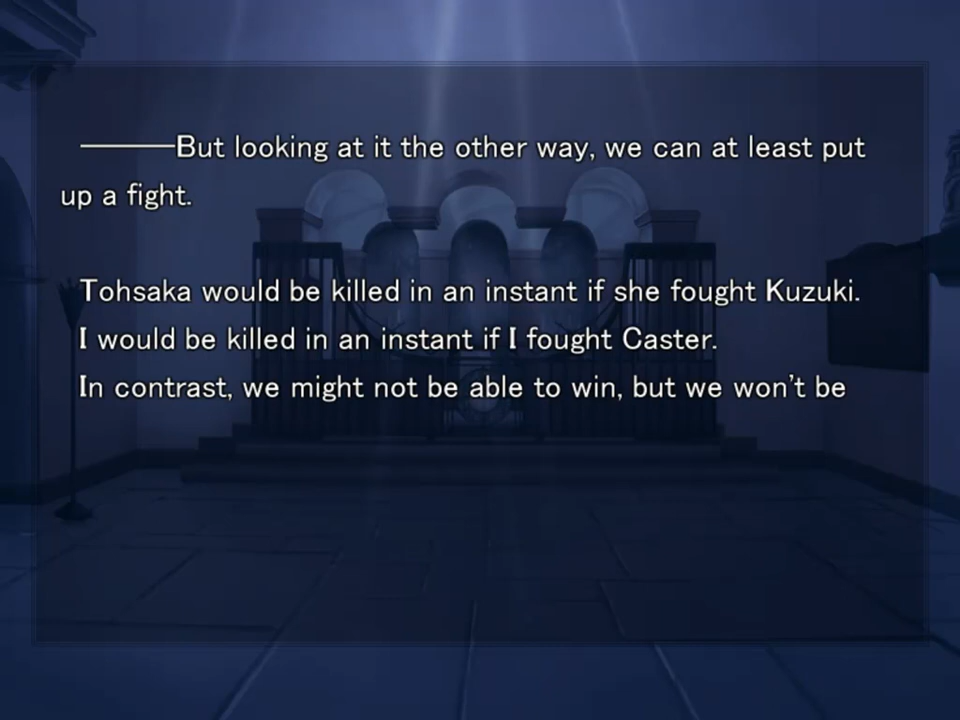 ————But looking at it the other way, we can at least put
up a fight.
Tohsaka would be killed in an instant if she fought Kuzuki.
I would be killed in an instant if I fought Caster.
In contrast, we might not be able to win, but we won't be